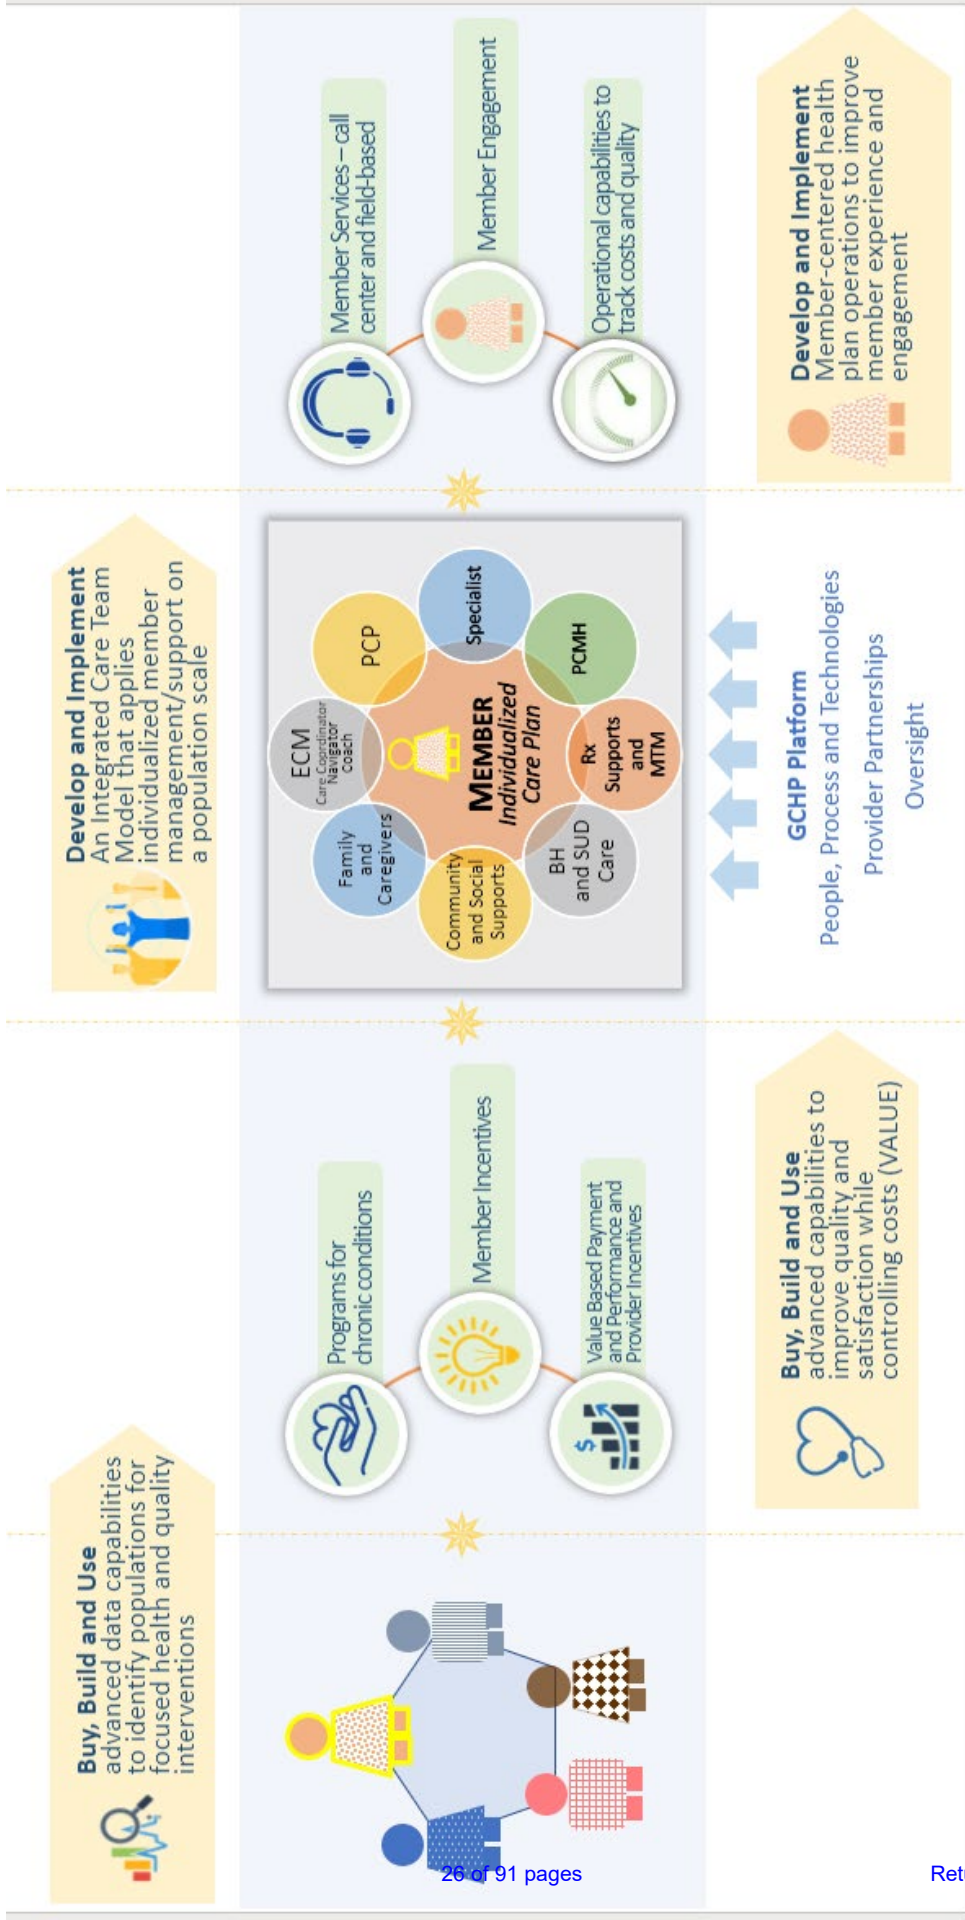 Buy, Build and Use
advanced data capabilities
to identify populations for
focused health and quality
interventions
Programs for
chronic conditions
Member Incentives
Value Based Payment
and Performance and
Provider Incentives
Buy, Build and Use
advanced capabilities to
improve quality and
satisfaction while
controlling costs (VALUE)
Develop and Implement
An Integrated Care Team
Model that applies
individualized member
management/support on
a population scale
ECM
Care Coordinator
Navigator
Coach
Family
and
Caregivers
PCP
Community
and Social
Supports
MEMBER
Individualized
Care Plan
Specialist
BH
and SUD
Care
Rx
Supports
and
MTM
PCMH
GCHP Platform
People, Process and Technologies
Provider Partnerships
Oversight
Member Services – call
center and field-based
Member Engagement
Operational capabilities to
track costs and quality
Develop and Implement
Member-centered health
plan operations to improve
member experience and
engagement
$
26 of 91 pages
Retu